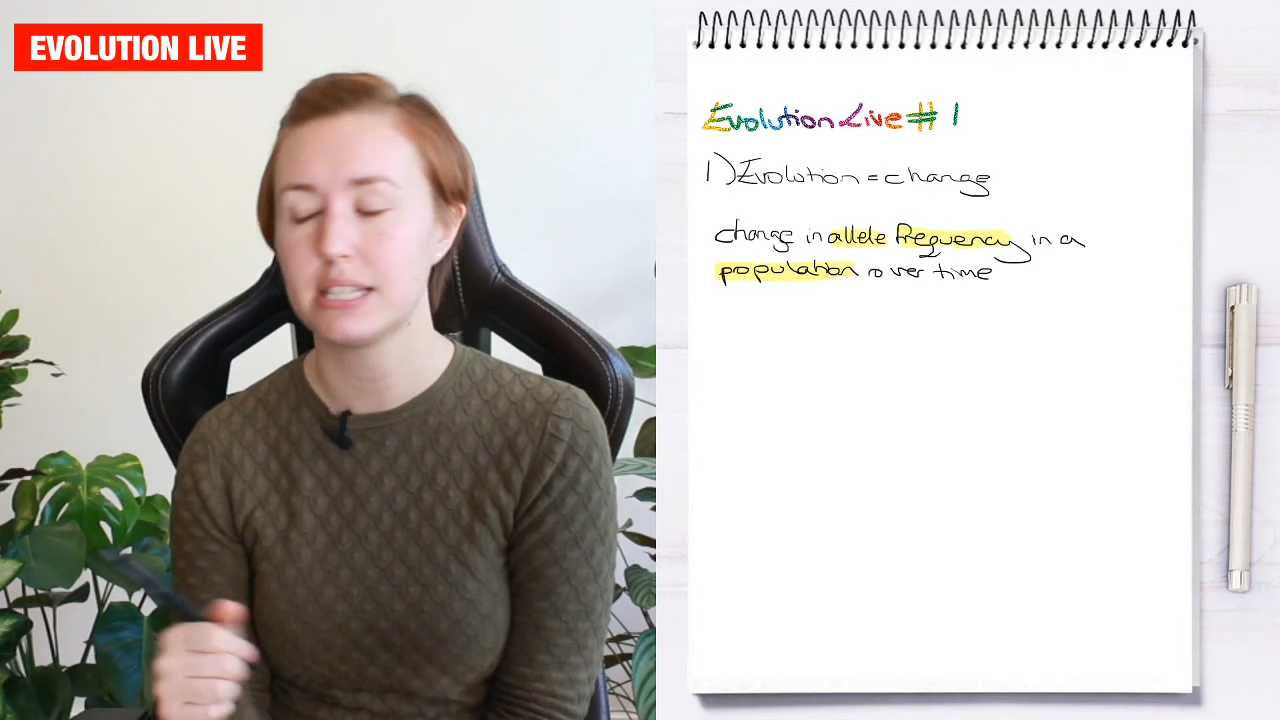 EVOLUTION LIVE
Evolution Live #1
1) Evolution = change
change in allele frequency in a
population over time